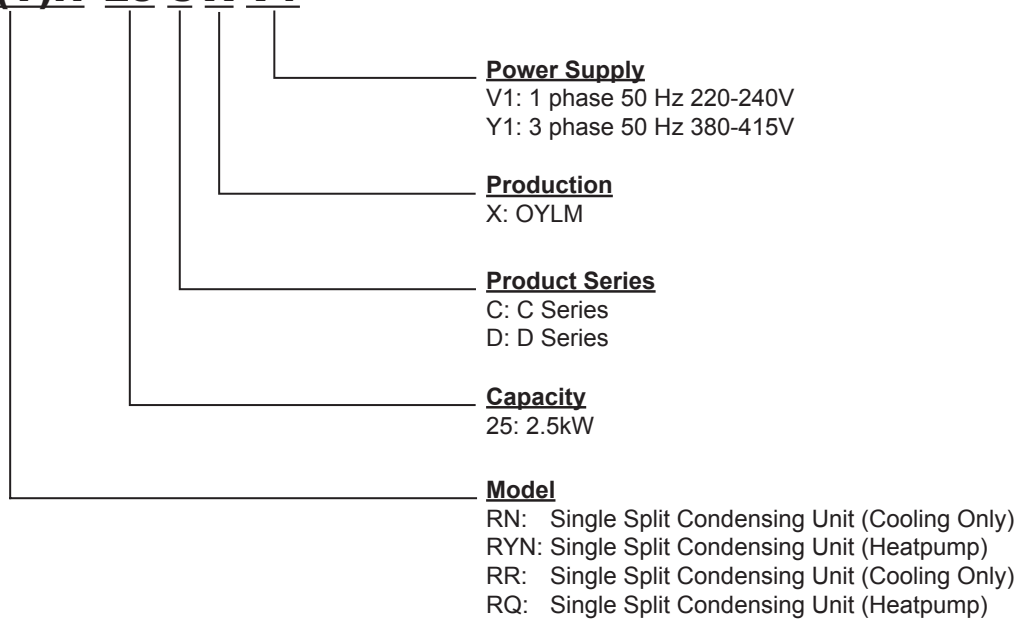 Power Supply
V1: 1 phase 50 Hz 220-240V
Y1: 3 phase 50 Hz 380-415V
Production
X: OYLM
Product Series
C: C Series
D: D Series
Capacity
25: 2.5kW
Model
RN: Single Split Condensing Unit (Cooling Only)
RYN: Single Split Condensing Unit (Heatpump)
RR: Single Split Condensing Unit (Cooling Only)
RQ: Single Split Condensing Unit (Heatpump)